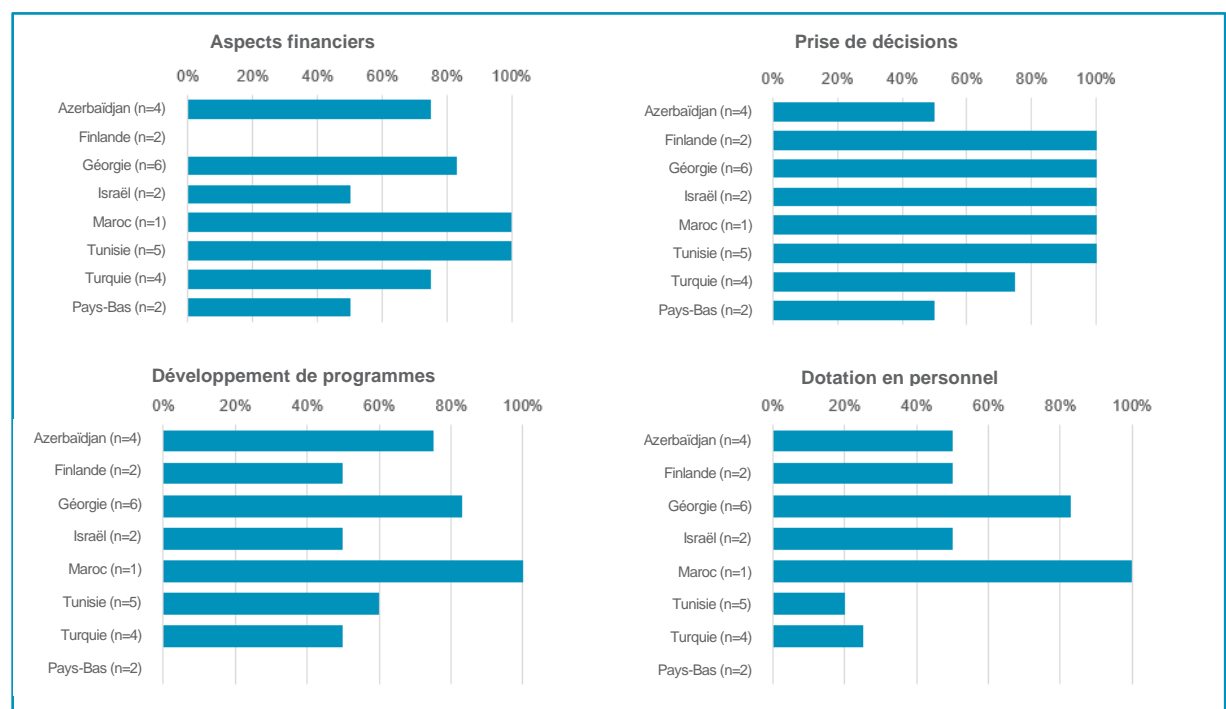 Aspects financiers
0% 20% 40% 60% 80% 100%
Azerbaïdjan (n=4)
Finlande (n=2)
Géorgie (n=6)
Israël (n=2)
Maroc (n=1)
Tunisie (n=5)
Turquie (n=4)
Pays-Bas (n=2)
Prise de décisions
0% 20% 40% 60% 80% 100%
Azerbaïdjan (n=4)
Finlande (n=2)
Géorgie (n=6)
Israël (n=2)
Maroc (n=1)
Tunisie (n=5)
Turquie (n=4)
Pays-Bas (n=2)
Développement de programmes
0% 20% 40% 60% 80% 100%
Azerbaïdjan (n=4)
Finlande (n=2)
Géorgie (n=6)
Israël (n=2)
Maroc (n=1)
Tunisie (n=5)
Turquie (n=4)
Pays-Bas (n=2)
Dotation en personnel
0% 20% 40% 60% 80% 100%
Azerbaïdjan (n=4)
Finlande (n=2)
Géorgie (n=6)
Israël (n=2)
Maroc (n=1)
Tunisie (n=5)
Turquie (n=4)
Pays-Bas (n=2)